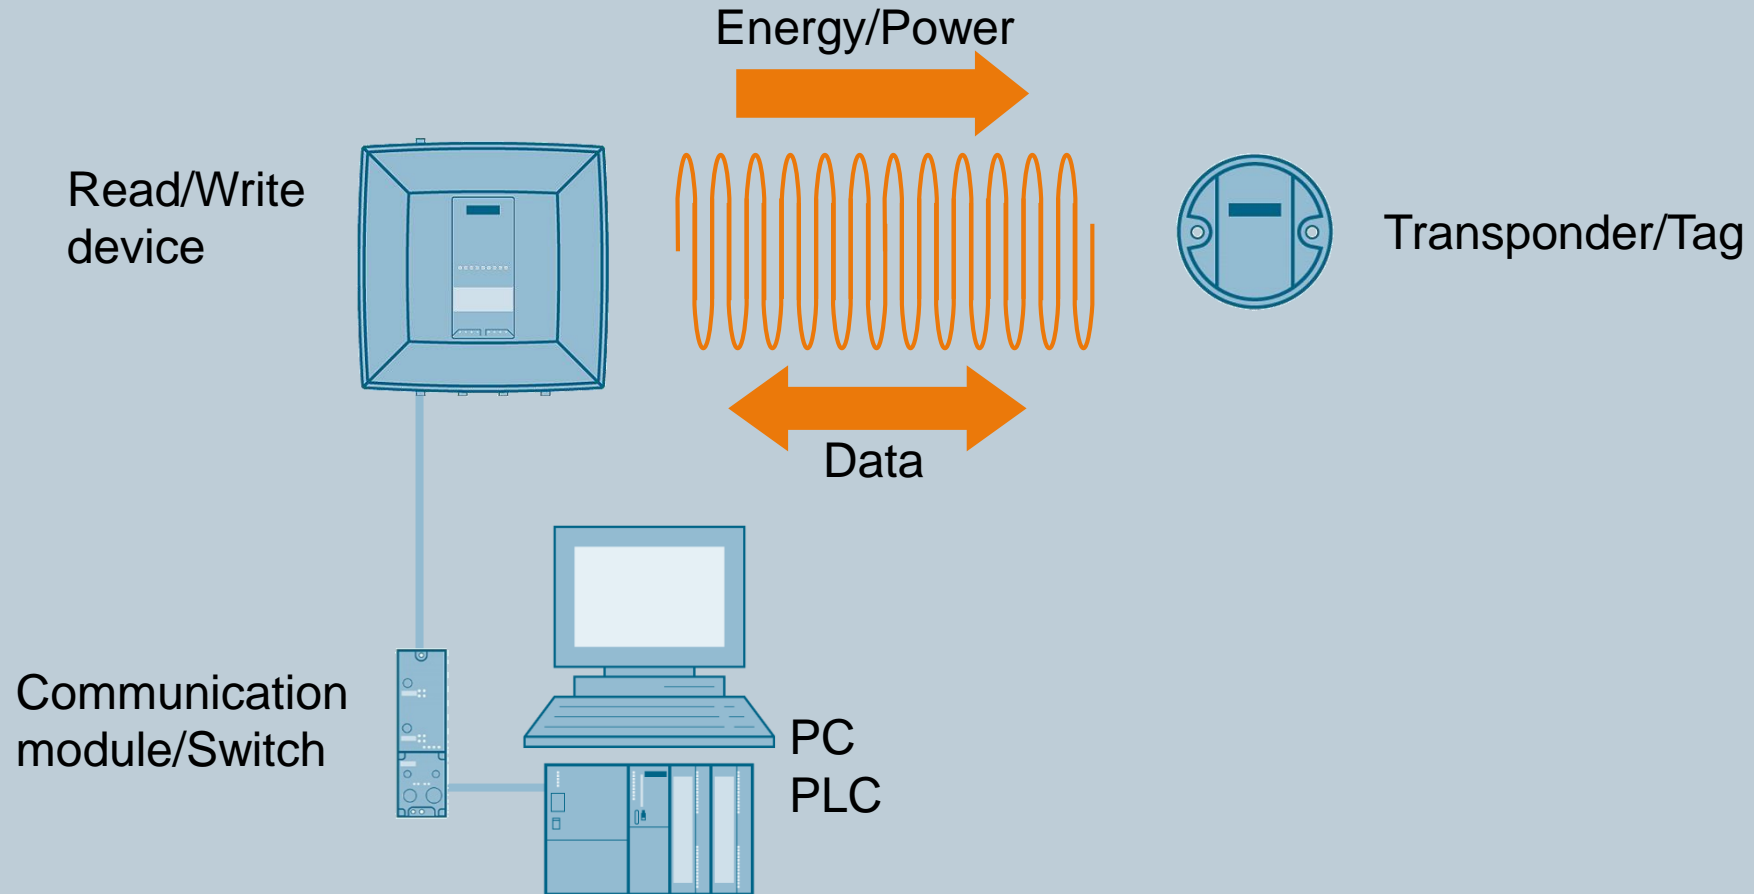 Energy/Power
Read/Write
device
Transponder/Tag
Data
Communication
module/Switch
PC
PLC